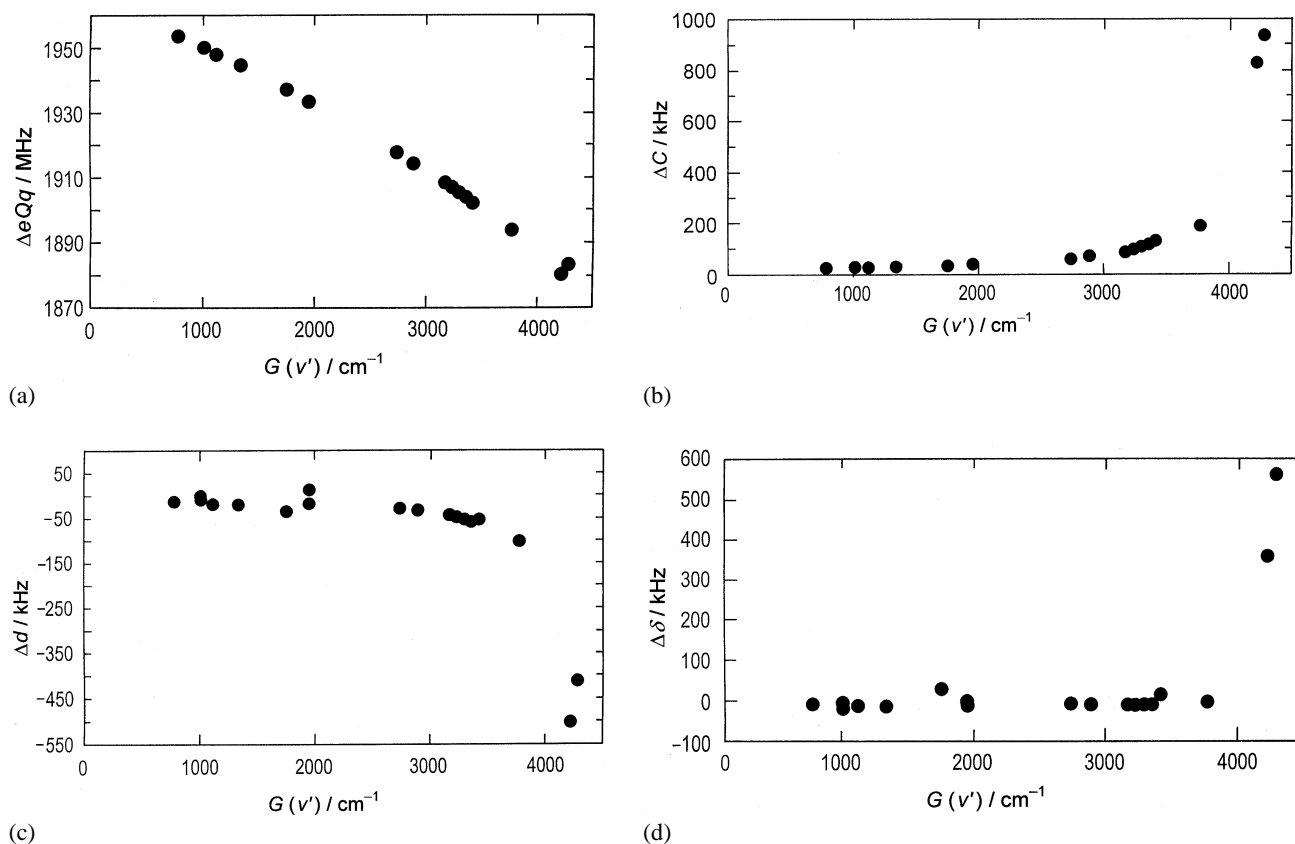 1950
1930
1910
1890
1870
ΔeQq / MHz
0 1000 2000 3000 4000
G (v′) / cm⁻¹
(a)
1000
800
600
400
200
0
ΔC / kHz
0 1000 2000 3000 4000
G (v′) / cm⁻¹
(b)
50
−50
−150
−250
−350
−450
−550
Δd / kHz
0 1000 2000 3000 4000
G (v′) / cm⁻¹
(c)
600
500
400
300
200
100
0
−100
Δδ / kHz
0 1000 2000 3000 4000
G (v′) / cm⁻¹
(d)